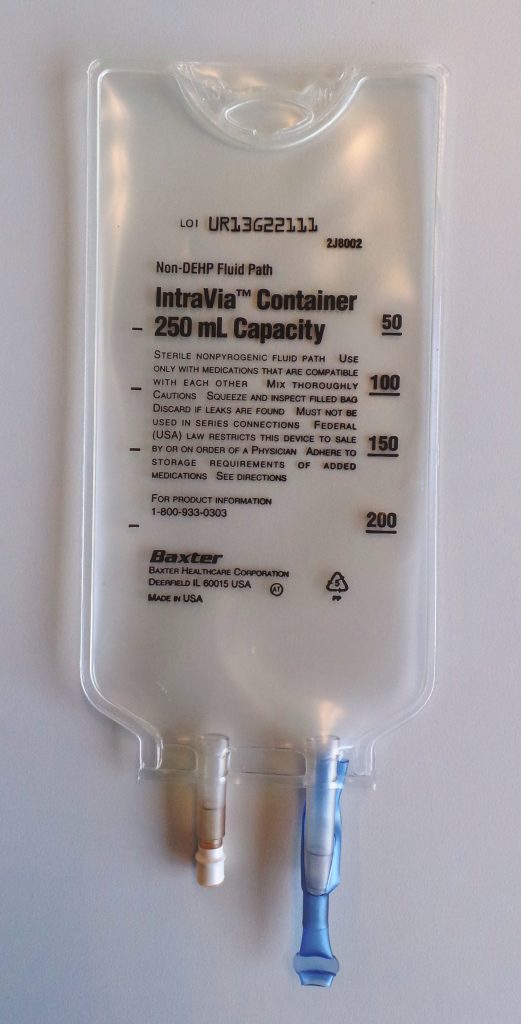 LOT UR13G22111
2J8002
Non-DEHP Fluid Path
IntraVia™ Container
250 mL Capacity
50
STERILE NONPYROGENIC FLUID PATH USE
ONLY WITH MEDICATIONS THAT ARE COMPATIBLE
WITH EACH OTHER MIX THOROUGHLY
100
CAUTIONS SQUEEZE AND INSPECT FILLED BAG
DISCARD IF LEAKS ARE FOUND MUST NOT BE
USED IN SERIES CONNECTIONS FEDERAL
(USA) LAW RESTRICTS THIS DEVICE TO SALE
150
BY OR ON ORDER OF A PHYSICIAN ADHERE TO
STORAGE REQUIREMENTS OF ADDED
MEDICATIONS SEE DIRECTIONS
FOR PRODUCT INFORMATION
1-800-933-0303
200
Baxter
BAXTER HEALTHCARE CORPORATION
DEERFIELD IL 60015 USA
AT
MADE IN USA
5
PP